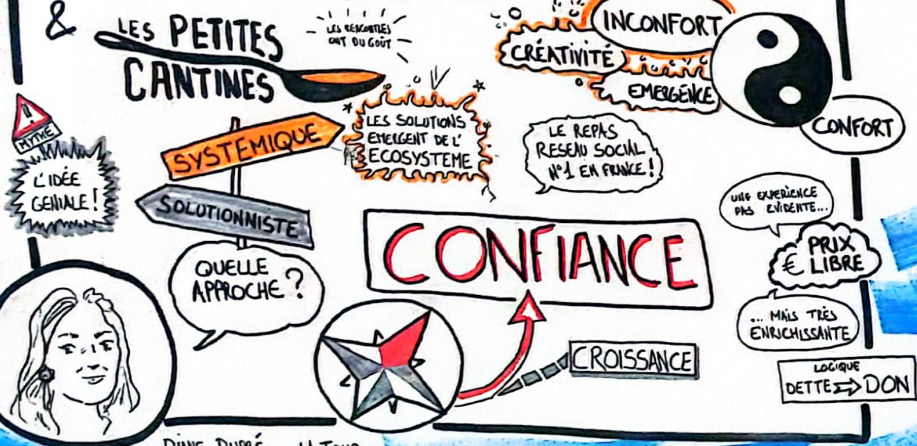 &
LES PETITES
CANTINES
LES RENCONTRES
ONT DU GOÛT
INCONFORT
CRÉATIVITÉ
EMERGENCE
CONFORT
MYTHE
L'IDÉE
GENIALE!
SYSTEMIQUE
SOLUTIONNISTE
LES SOLUTIONS
EMERGENT DE L'
ECOSYSTEME
LE REPAS
RESEAU SOCIAL
N°1 EN FRANCE!
QUELLE
APPROCHE?
CONFIANCE
CROISSANCE
UNE EXPERIENCE
PAS EVIDENTE...
PRIX
€ LIBRE
... MAIS TRÈS
ENRICHISSANTE
LOGIQUE
DETTE ⇒ DON